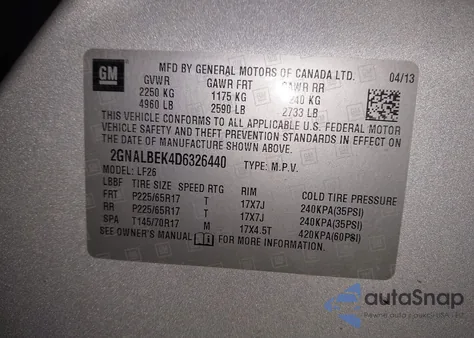 GM
MFD BY GENERAL MOTORS OF CANADA LTD. 04/13
GVWR GAWR FRT GAWR RR
2250 KG 1175 KG 1240 KG
4960 LB 2590 LB 2733 LB
THIS VEHICLE CONFORMS TO ALL APPLICABLE U.S. FEDERAL MOTOR
VEHICLE SAFETY AND THEFT PREVENTION STANDARDS IN EFFECT ON
THE DATE OF MANUFACTURE SHOWN ABOVE.
2GNALBEK4D6326440 TYPE: M.P.V.
MODEL: LF26
LBBF TIRE SIZE SPEED RTG RIM COLD TIRE PRESSURE
FRT P225/65R17 T 17X7J 240KPA(35PSI)
RR P225/65R17 T 17X7J 240KPA(35PSI)
SPA T145/70R17 M 17X4.5T 420KPA(60PSI)
SEE OWNER'S MANUAL FOR MORE INFORMATION
autoSnap